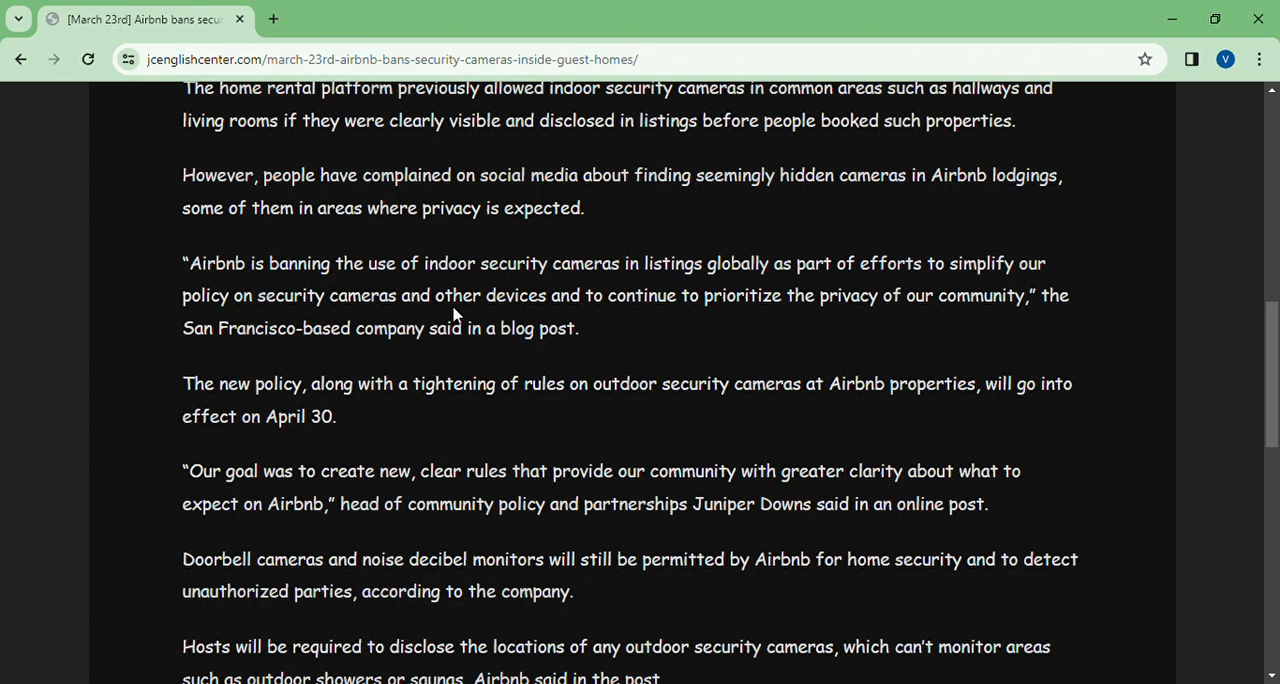 [March 23rd] Airbnb bans secu
jcenglishcenter.com/march-23rd-airbnb-bans-security-cameras-inside-guest-homes/
V
The home rental platform previously allowed indoor security cameras in common areas such as hallways and
living rooms if they were clearly visible and disclosed in listings before people booked such properties.
However, people have complained on social media about finding seemingly hidden cameras in Airbnb lodgings,
some of them in areas where privacy is expected.
“Airbnb is banning the use of indoor security cameras in listings globally as part of efforts to simplify our
policy on security cameras and other devices and to continue to prioritize the privacy of our community,” the
San Francisco-based company said in a blog post.
The new policy, along with a tightening of rules on outdoor security cameras at Airbnb properties, will go into
effect on April 30.
“Our goal was to create new, clear rules that provide our community with greater clarity about what to
expect on Airbnb,” head of community policy and partnerships Juniper Downs said in an online post.
Doorbell cameras and noise decibel monitors will still be permitted by Airbnb for home security and to detect
unauthorized parties, according to the company.
Hosts will be required to disclose the locations of any outdoor security cameras, which can’t monitor areas
such as outdoor showers or saunas, Airbnb said in the post